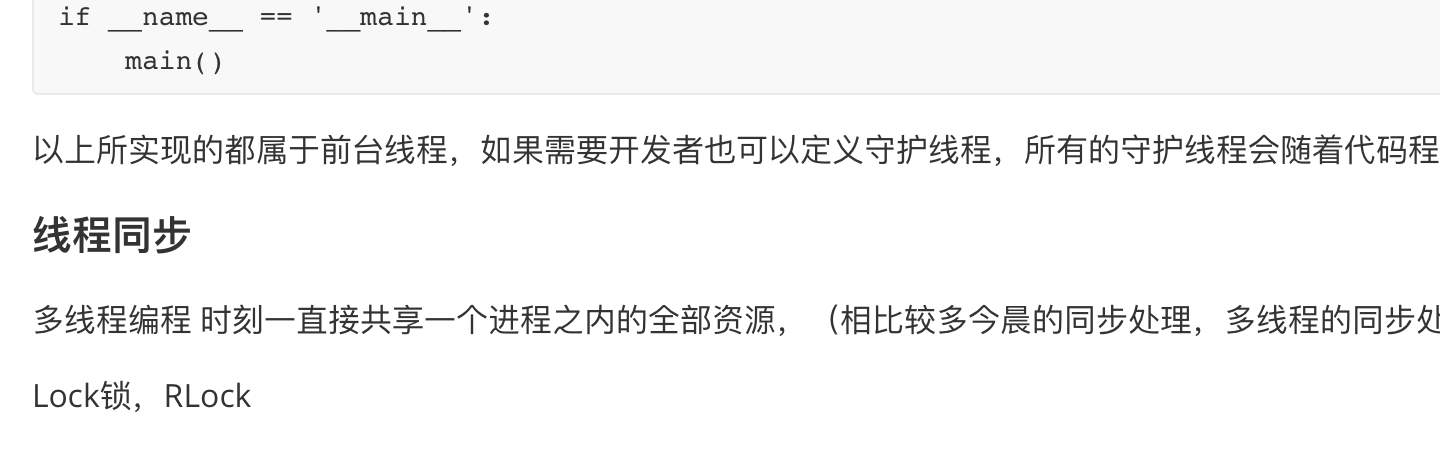 if __name__ == '__main__':
    main()
以上所实现的都属于前台线程，如果需要开发者也可以定义守护线程，所有的守护线程会随着代码程
线程同步
多线程编程 时刻一直接共享一个进程之内的全部资源，（相比较多今晨的同步处理，多线程的同步处
Lock锁，RLock